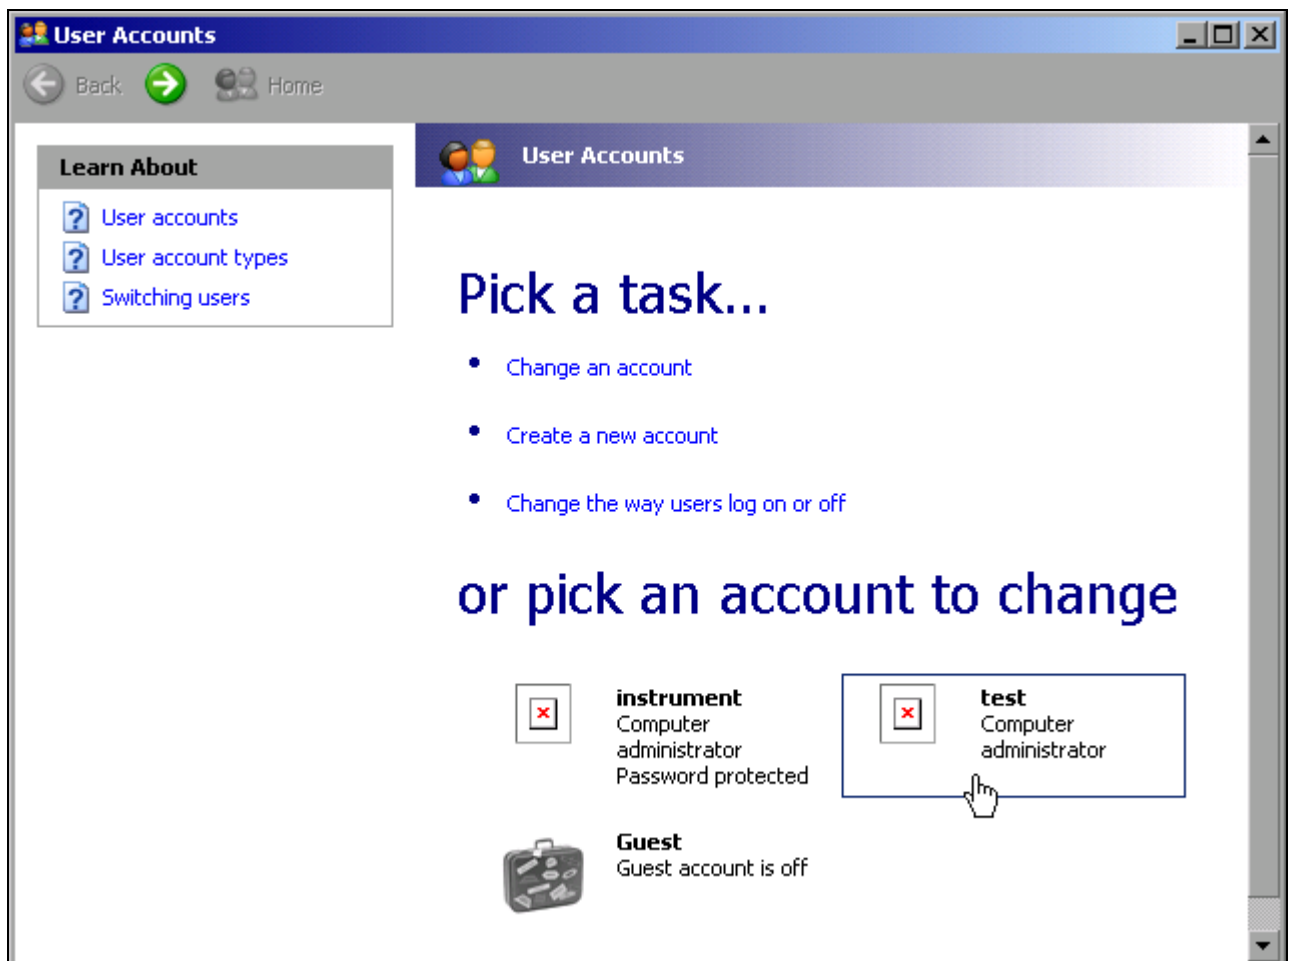 User Accounts
Back
Home
Learn About
User accounts
User account types
Switching users
User Accounts
Pick a task...
Change an account
Create a new account
Change the way users log on or off
or pick an account to change
instrument
Computer
administrator
Password protected
test
Computer
administrator
Guest
Guest account is off